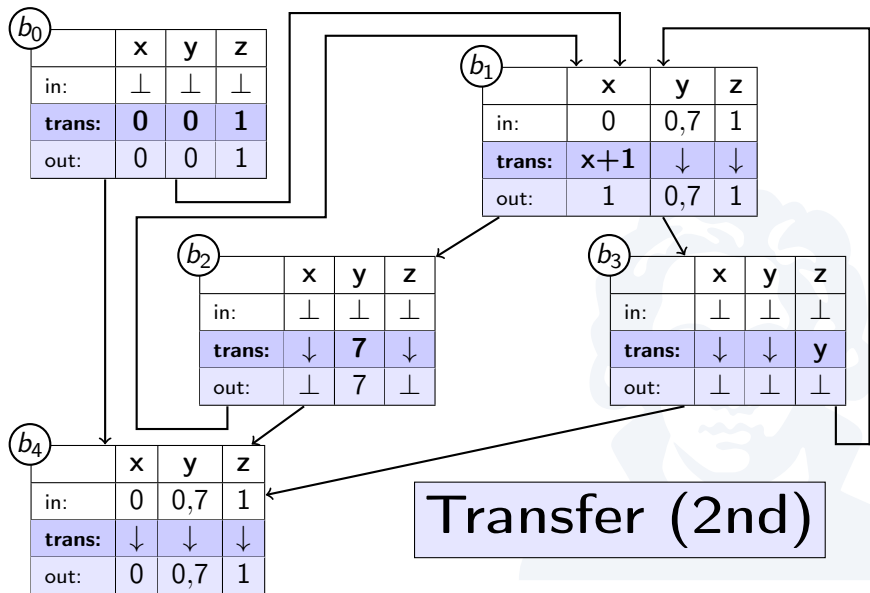 b0
x y z
in: ⊥ ⊥ ⊥
trans: 0 0 1
out: 0 0 1
b1
x y z
in: 0 0,7 1
trans: x+1 ↓ ↓
out: 1 0,7 1
b2
x y z
in: ⊥ ⊥ ⊥
trans: ↓ 7 ↓
out: ⊥ 7 ⊥
b3
x y z
in: ⊥ ⊥ ⊥
trans: ↓ ↓ y
out: ⊥ ⊥ ⊥
b4
x y z
in: 0 0,7 1
trans: ↓ ↓ ↓
out: 0 0,7 1
Transfer (2nd)